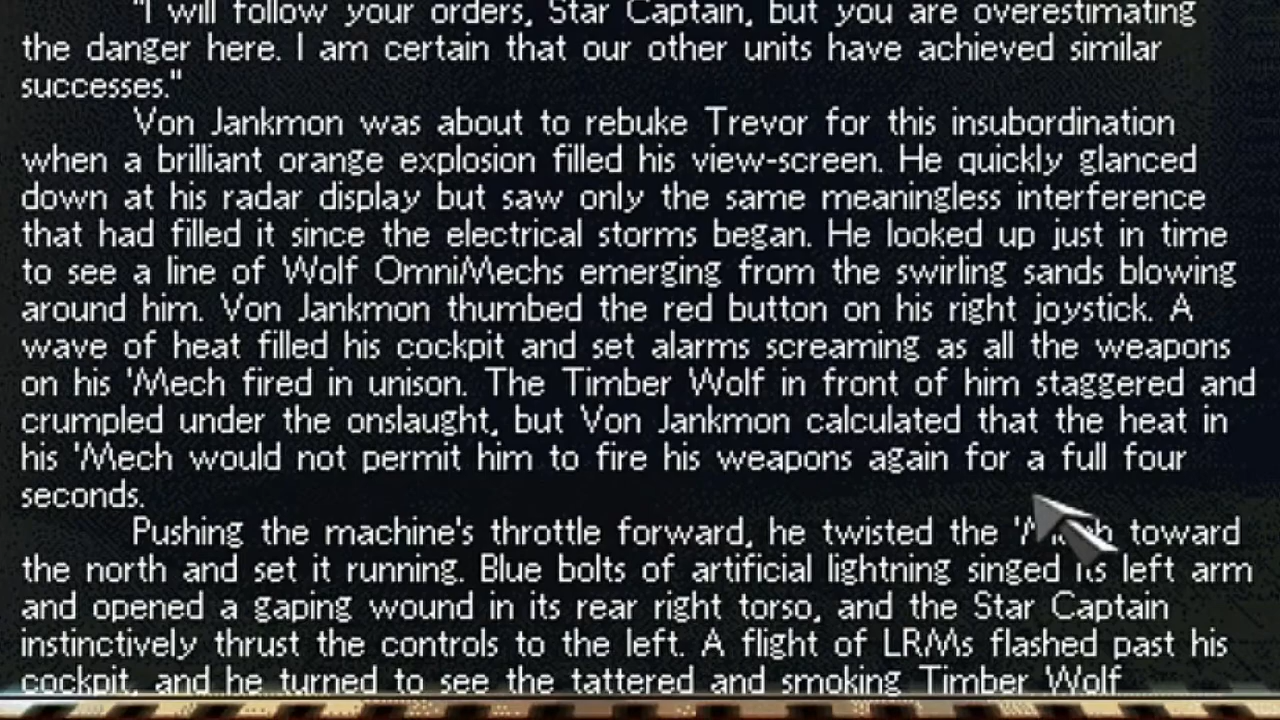 "I will follow your orders, Star Captain, but you are overestimating
the danger here. I am certain that our other units have achieved similar
successes."
Von Jankmon was about to rebuke Trevor for this insubordination
when a brilliant orange explosion filled his view-screen. He quickly glanced
down at his radar display but saw only the same meaningless interference
that had filled it since the electrical storms began. He looked up just in time
to see a line of Wolf OmniMechs emerging from the swirling sands blowing
around him. Von Jankmon thumbed the red button on his right joystick. A
wave of heat filled his cockpit and set alarms screaming as all the weapons
on his 'Mech fired in unison. The Timber Wolf in front of him staggered and
crumpled under the onslaught, but Von Jankmon calculated that the heat in
his 'Mech would not permit him to fire his weapons again for a full four
seconds.
Pushing the machine's throttle forward, he twisted the 'Mech toward
the north and set it running. Blue bolts of artificial lightning singed its left arm
and opened a gaping wound in its rear right torso, and the Star Captain
instinctively thrust the controls to the left. A flight of LRMs flashed past his
cockpit, and he turned to see the tattered and smoking Timber Wolf